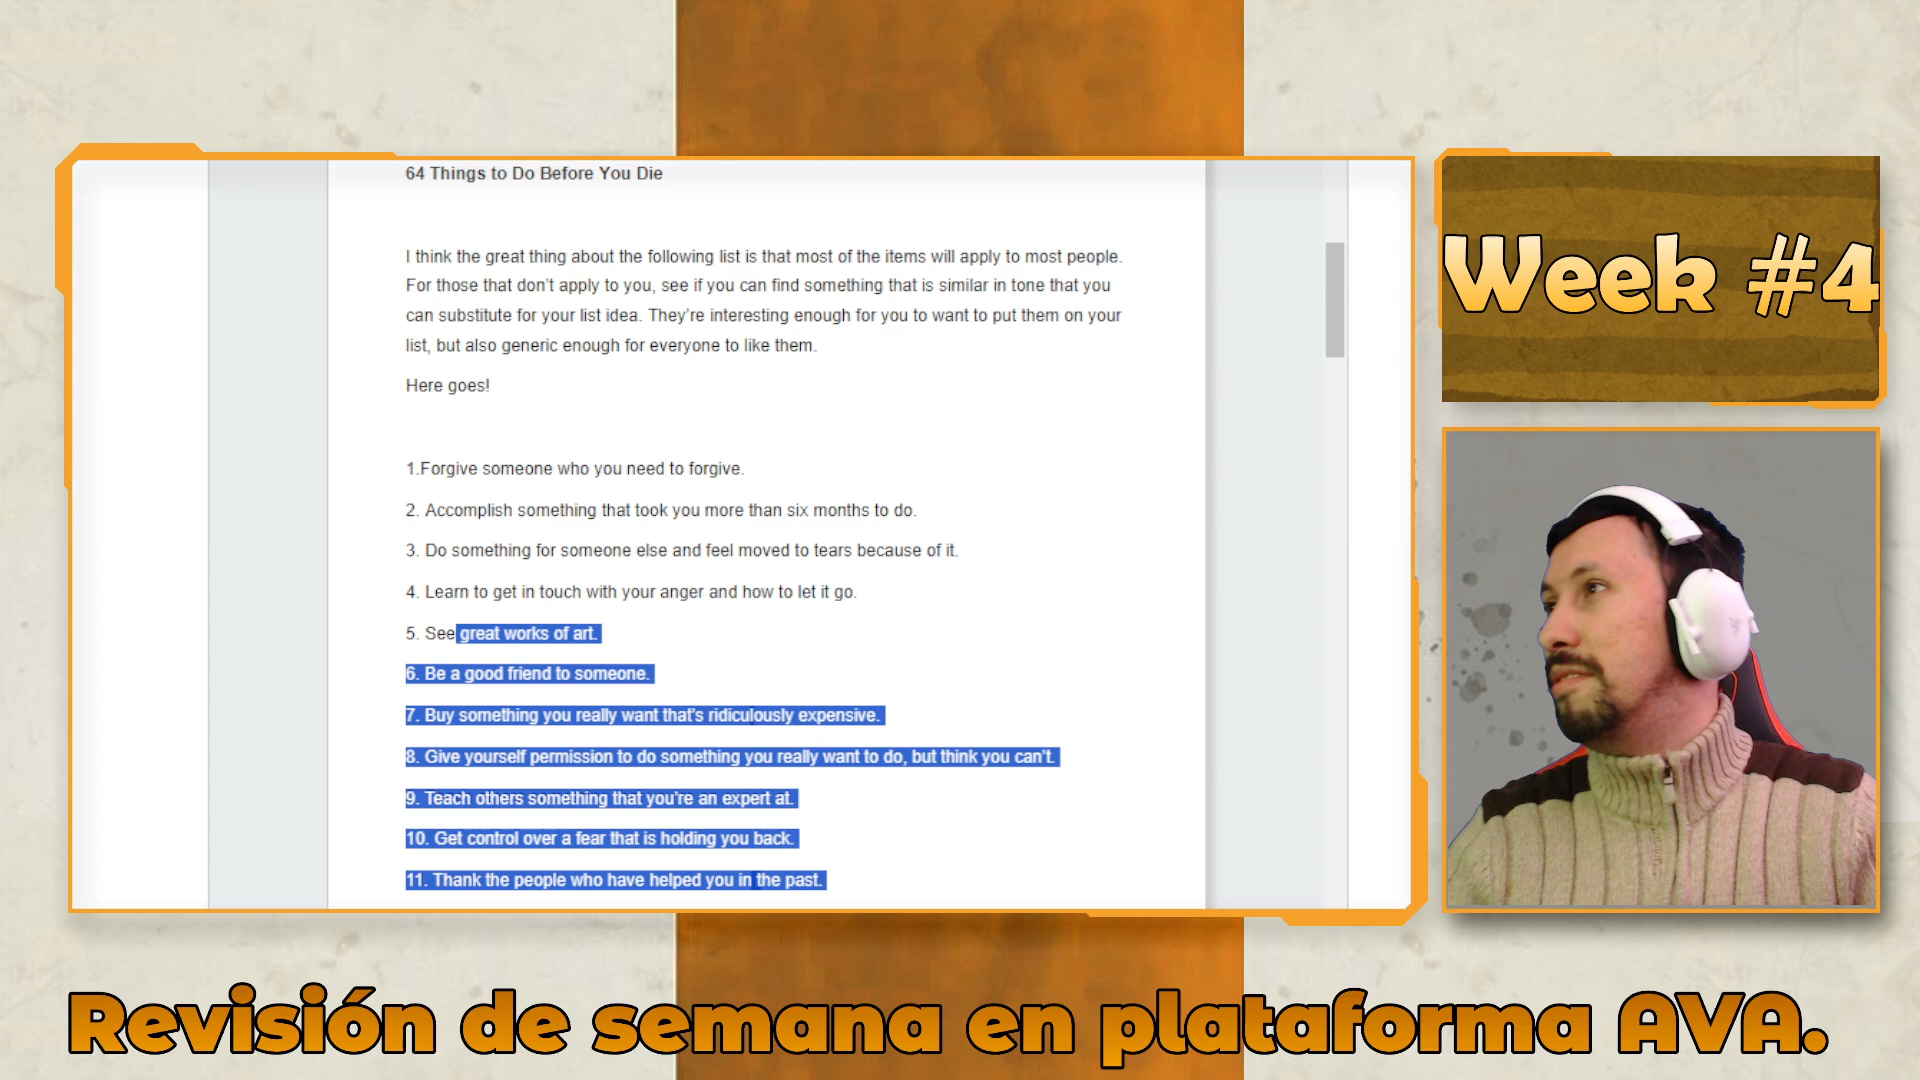 64 Things to Do Before You Die
I think the great thing about the following list is that most of the items will apply to most people.
For those that don't apply to you, see if you can find something that is similar in tone that you
can substitute for your list idea. They're interesting enough for you to want to put them on your
list, but also generic enough for everyone to like them.
Here goes!
1.Forgive someone who you need to forgive.
2. Accomplish something that took you more than six months to do.
3. Do something for someone else and feel moved to tears because of it.
4. Learn to get in touch with your anger and how to let it go.
5. See great works of art.
6. Be a good friend to someone.
7. Buy something you really want that's ridiculously expensive.
8. Give yourself permission to do something you really want to do, but think you can't.
9. Teach others something that you're an expert at.
10. Get control over a fear that is holding you back.
11. Thank the people who have helped you in the past.
Week #4
Revisión de semana en plataforma AVA.